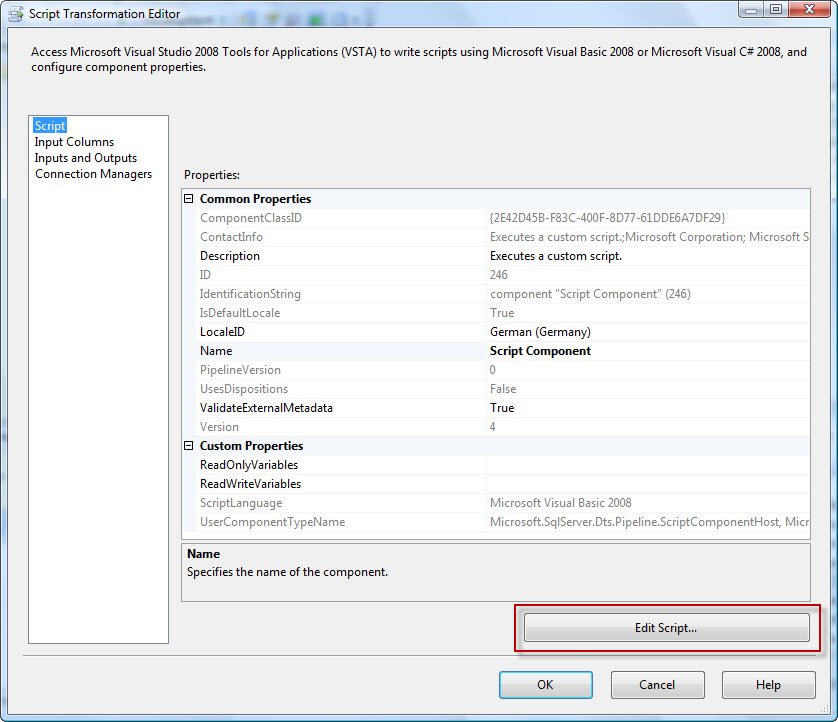 Script Transformation Editor
Access Microsoft Visual Studio 2008 Tools for Applications (VSTA) to write scripts using Microsoft Visual Basic 2008 or Microsoft Visual C# 2008, and
configure component properties.
Script
Input Columns
Inputs and Outputs
Connection Managers
Properties:
Common Properties
ComponentClassID {2E42D45B-F83C-400F-8D77-61DDE6A7DF29}
ContactInfo Executes a custom script.;Microsoft Corporation; Microsoft S
Description Executes a custom script.
ID 246
IdentificationString component "Script Component" (246)
IsDefaultLocale True
LocaleID German (Germany)
Name Script Component
PipelineVersion 0
UsesDispositions False
ValidateExternalMetadata True
Version 4
Custom Properties
ReadOnlyVariables
ReadWriteVariables
ScriptLanguage Microsoft Visual Basic 2008
UserComponentTypeName Microsoft.SqlServer.Dts.Pipeline.ScriptComponentHost, Micr
Name
Specifies the name of the component.
Edit Script...
OK Cancel Help